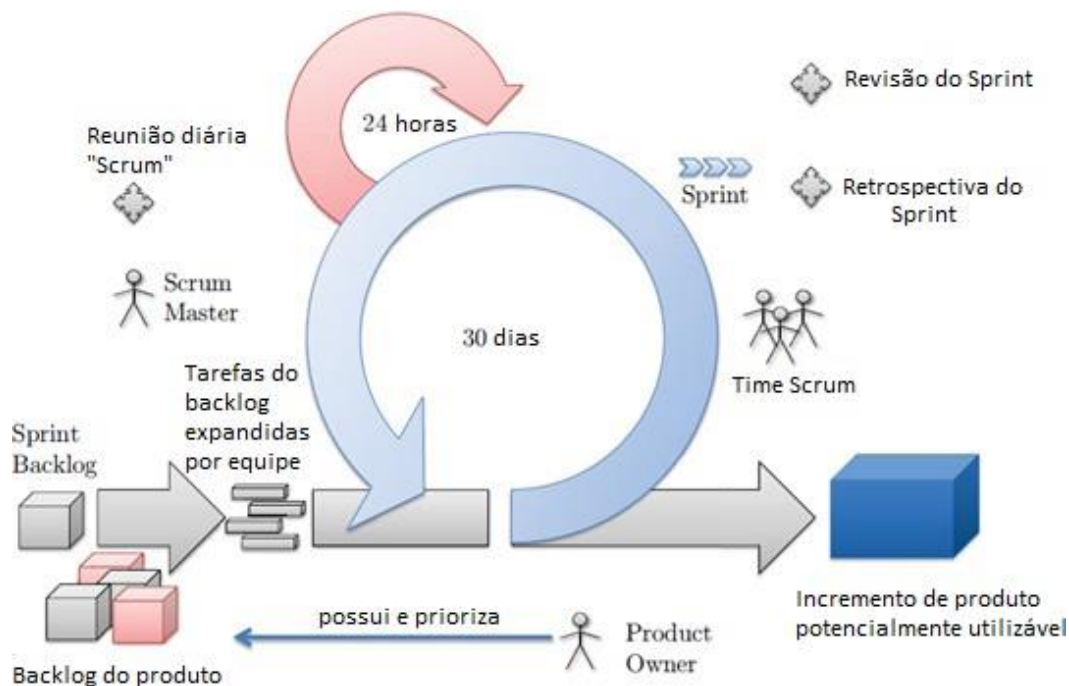 24 horas
Revisão do Sprint
Reunião diária
"Scrum"
Sprint
Retrospectiva do
Sprint
Scrum
Master
30 dias
Time Scrum
Tarefas do
backlog
expandidas
por equipe
Sprint
Backlog
possui e prioriza
Product
Owner
Incremento de produto
potencialmente utilizável
Backlog do produto